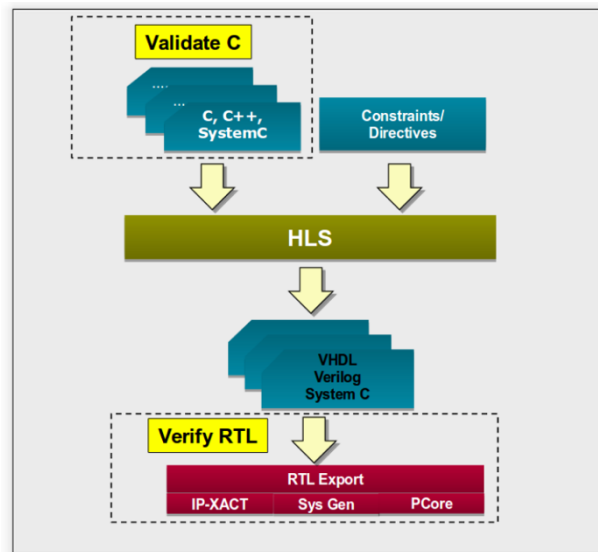 Validate C
....
...
C, C++,
SystemC
Constraints/
Directives
HLS
VHDL
Verilog
System C
Verify RTL
RTL Export
IP-XACT Sys Gen PCore